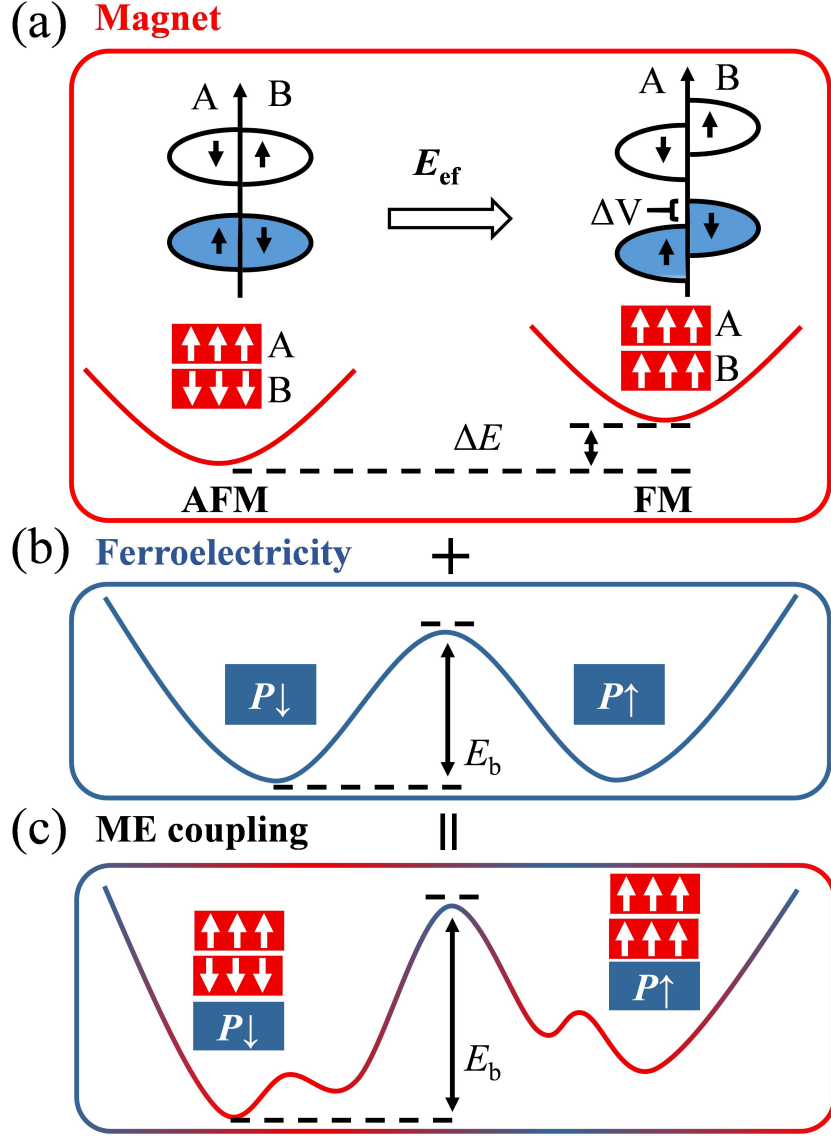 (a) Magnet
A B
E_ef
A B
ΔV
A
B
A
B
ΔE
AFM
FM
(b) Ferroelectricity +
P↓
P↑
E_b
(c) ME coupling =
P↓
P↑
E_b